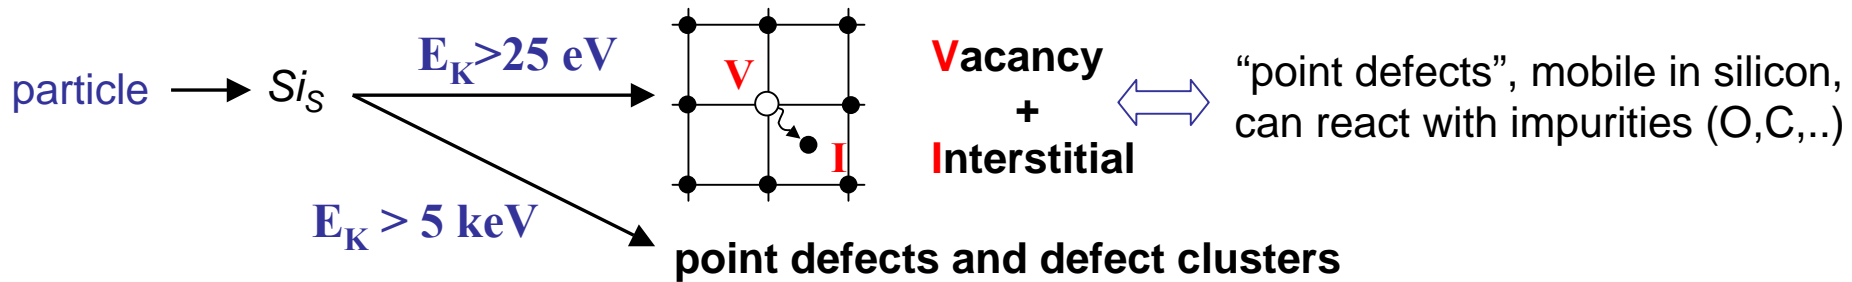 particle
Si_S
E_K>25 eV
V
I
Vacancy
+
Interstitial
“point defects”, mobile in silicon,
can react with impurities (O,C,..)
E_K > 5 keV
point defects and defect clusters